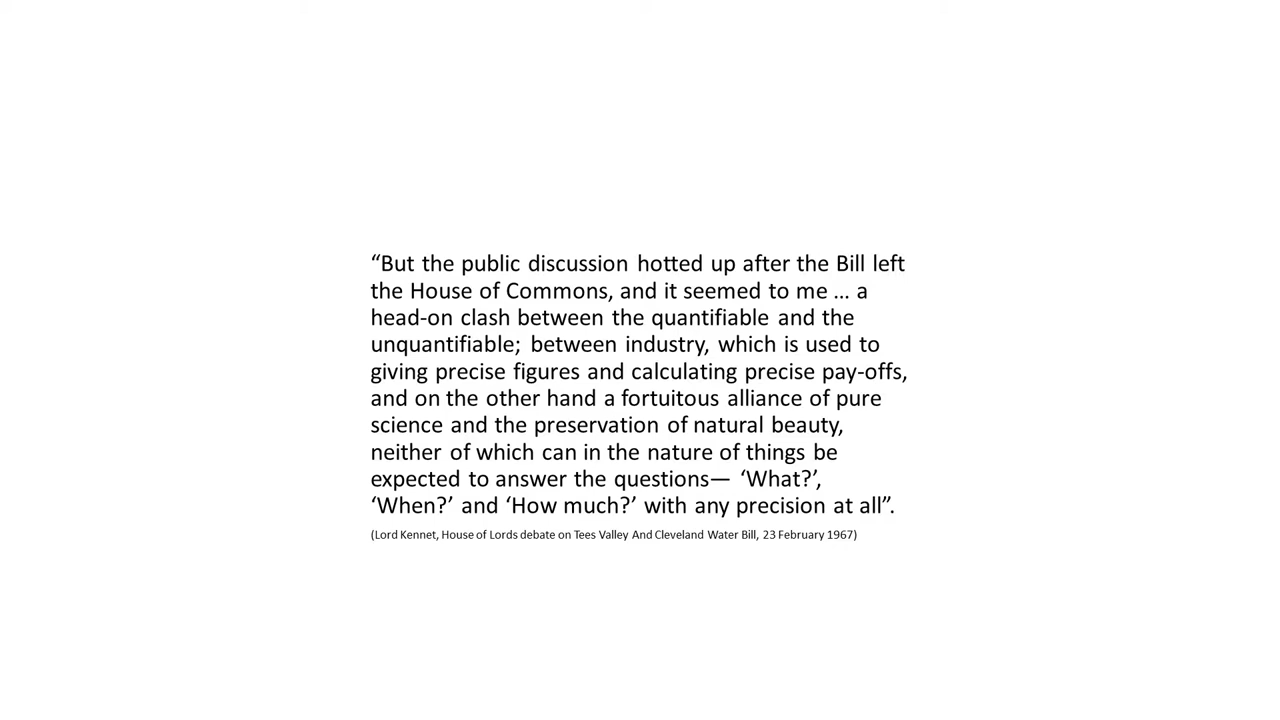 “But the public discussion hotted up after the Bill left
the House of Commons, and it seemed to me … a
head-on clash between the quantifiable and the
unquantifiable; between industry, which is used to
giving precise figures and calculating precise pay-offs,
and on the other hand a fortuitous alliance of pure
science and the preservation of natural beauty,
neither of which can in the nature of things be
expected to answer the questions— ‘What?’,
‘When?’ and ‘How much?’ with any precision at all”.
(Lord Kennet, House of Lords debate on Tees Valley And Cleveland Water Bill, 23 February 1967)